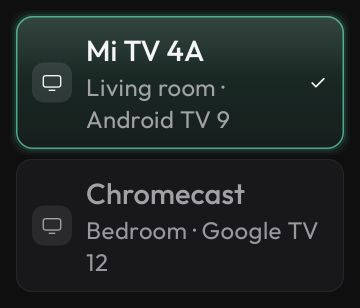 Mi TV 4A
Living room ·
Android TV 9
Chromecast
Bedroom · Google TV
12